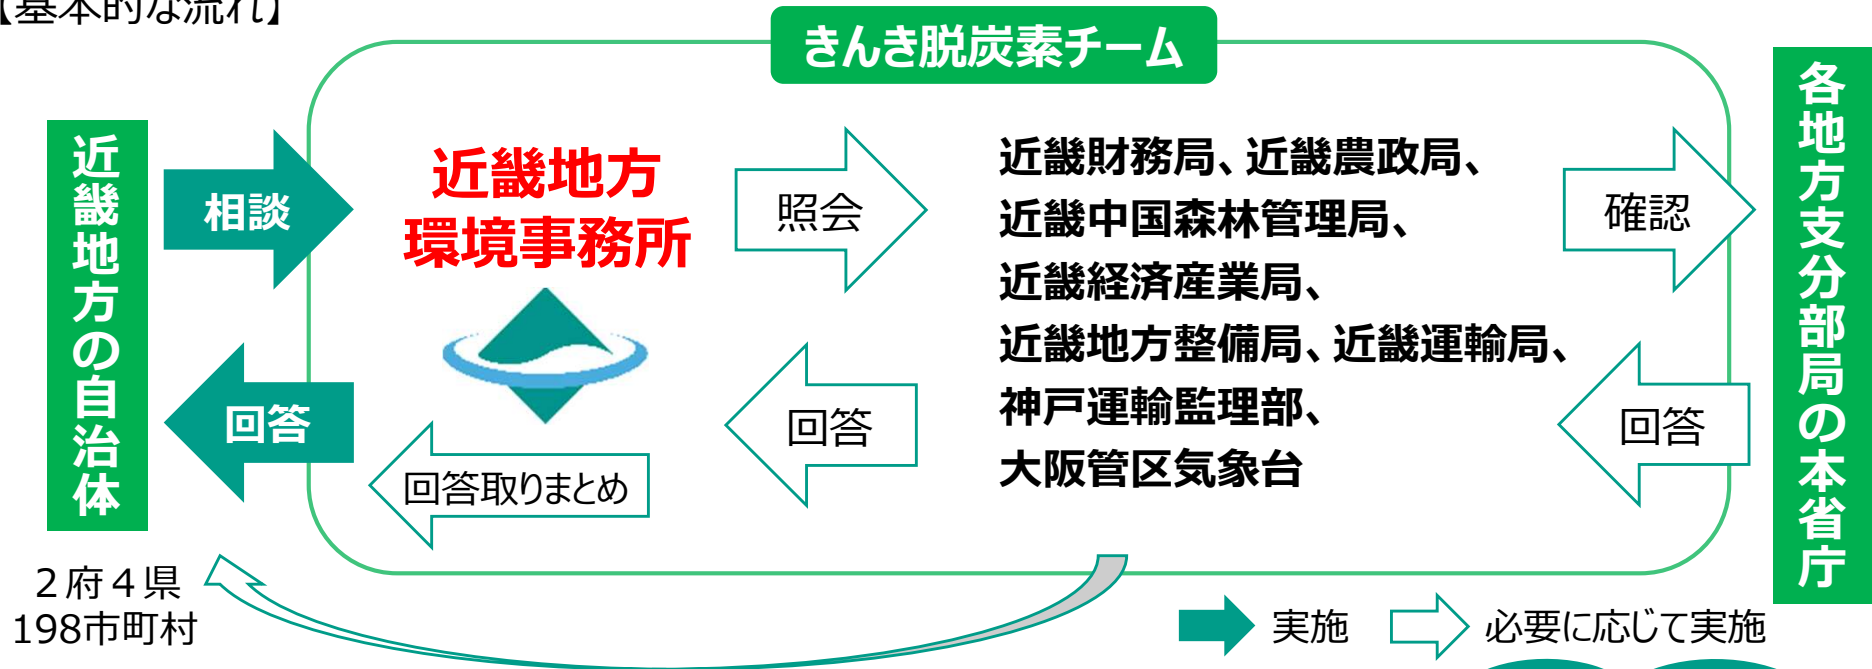 【基本的な流れ】
きんき脱炭素チーム
近畿地方の自治体
相談
近畿地方
環境事務所
照会
近畿財務局、近畿農政局、
近畿中国森林管理局、
近畿経済産業局、
近畿地方整備局、近畿運輸局、
神戸運輸監理部、
大阪管区気象台
確認
各地方支分部局の本省庁
回答
回答取りまとめ
回答
回答
２府４県
198市町村
実施
必要に応じて実施